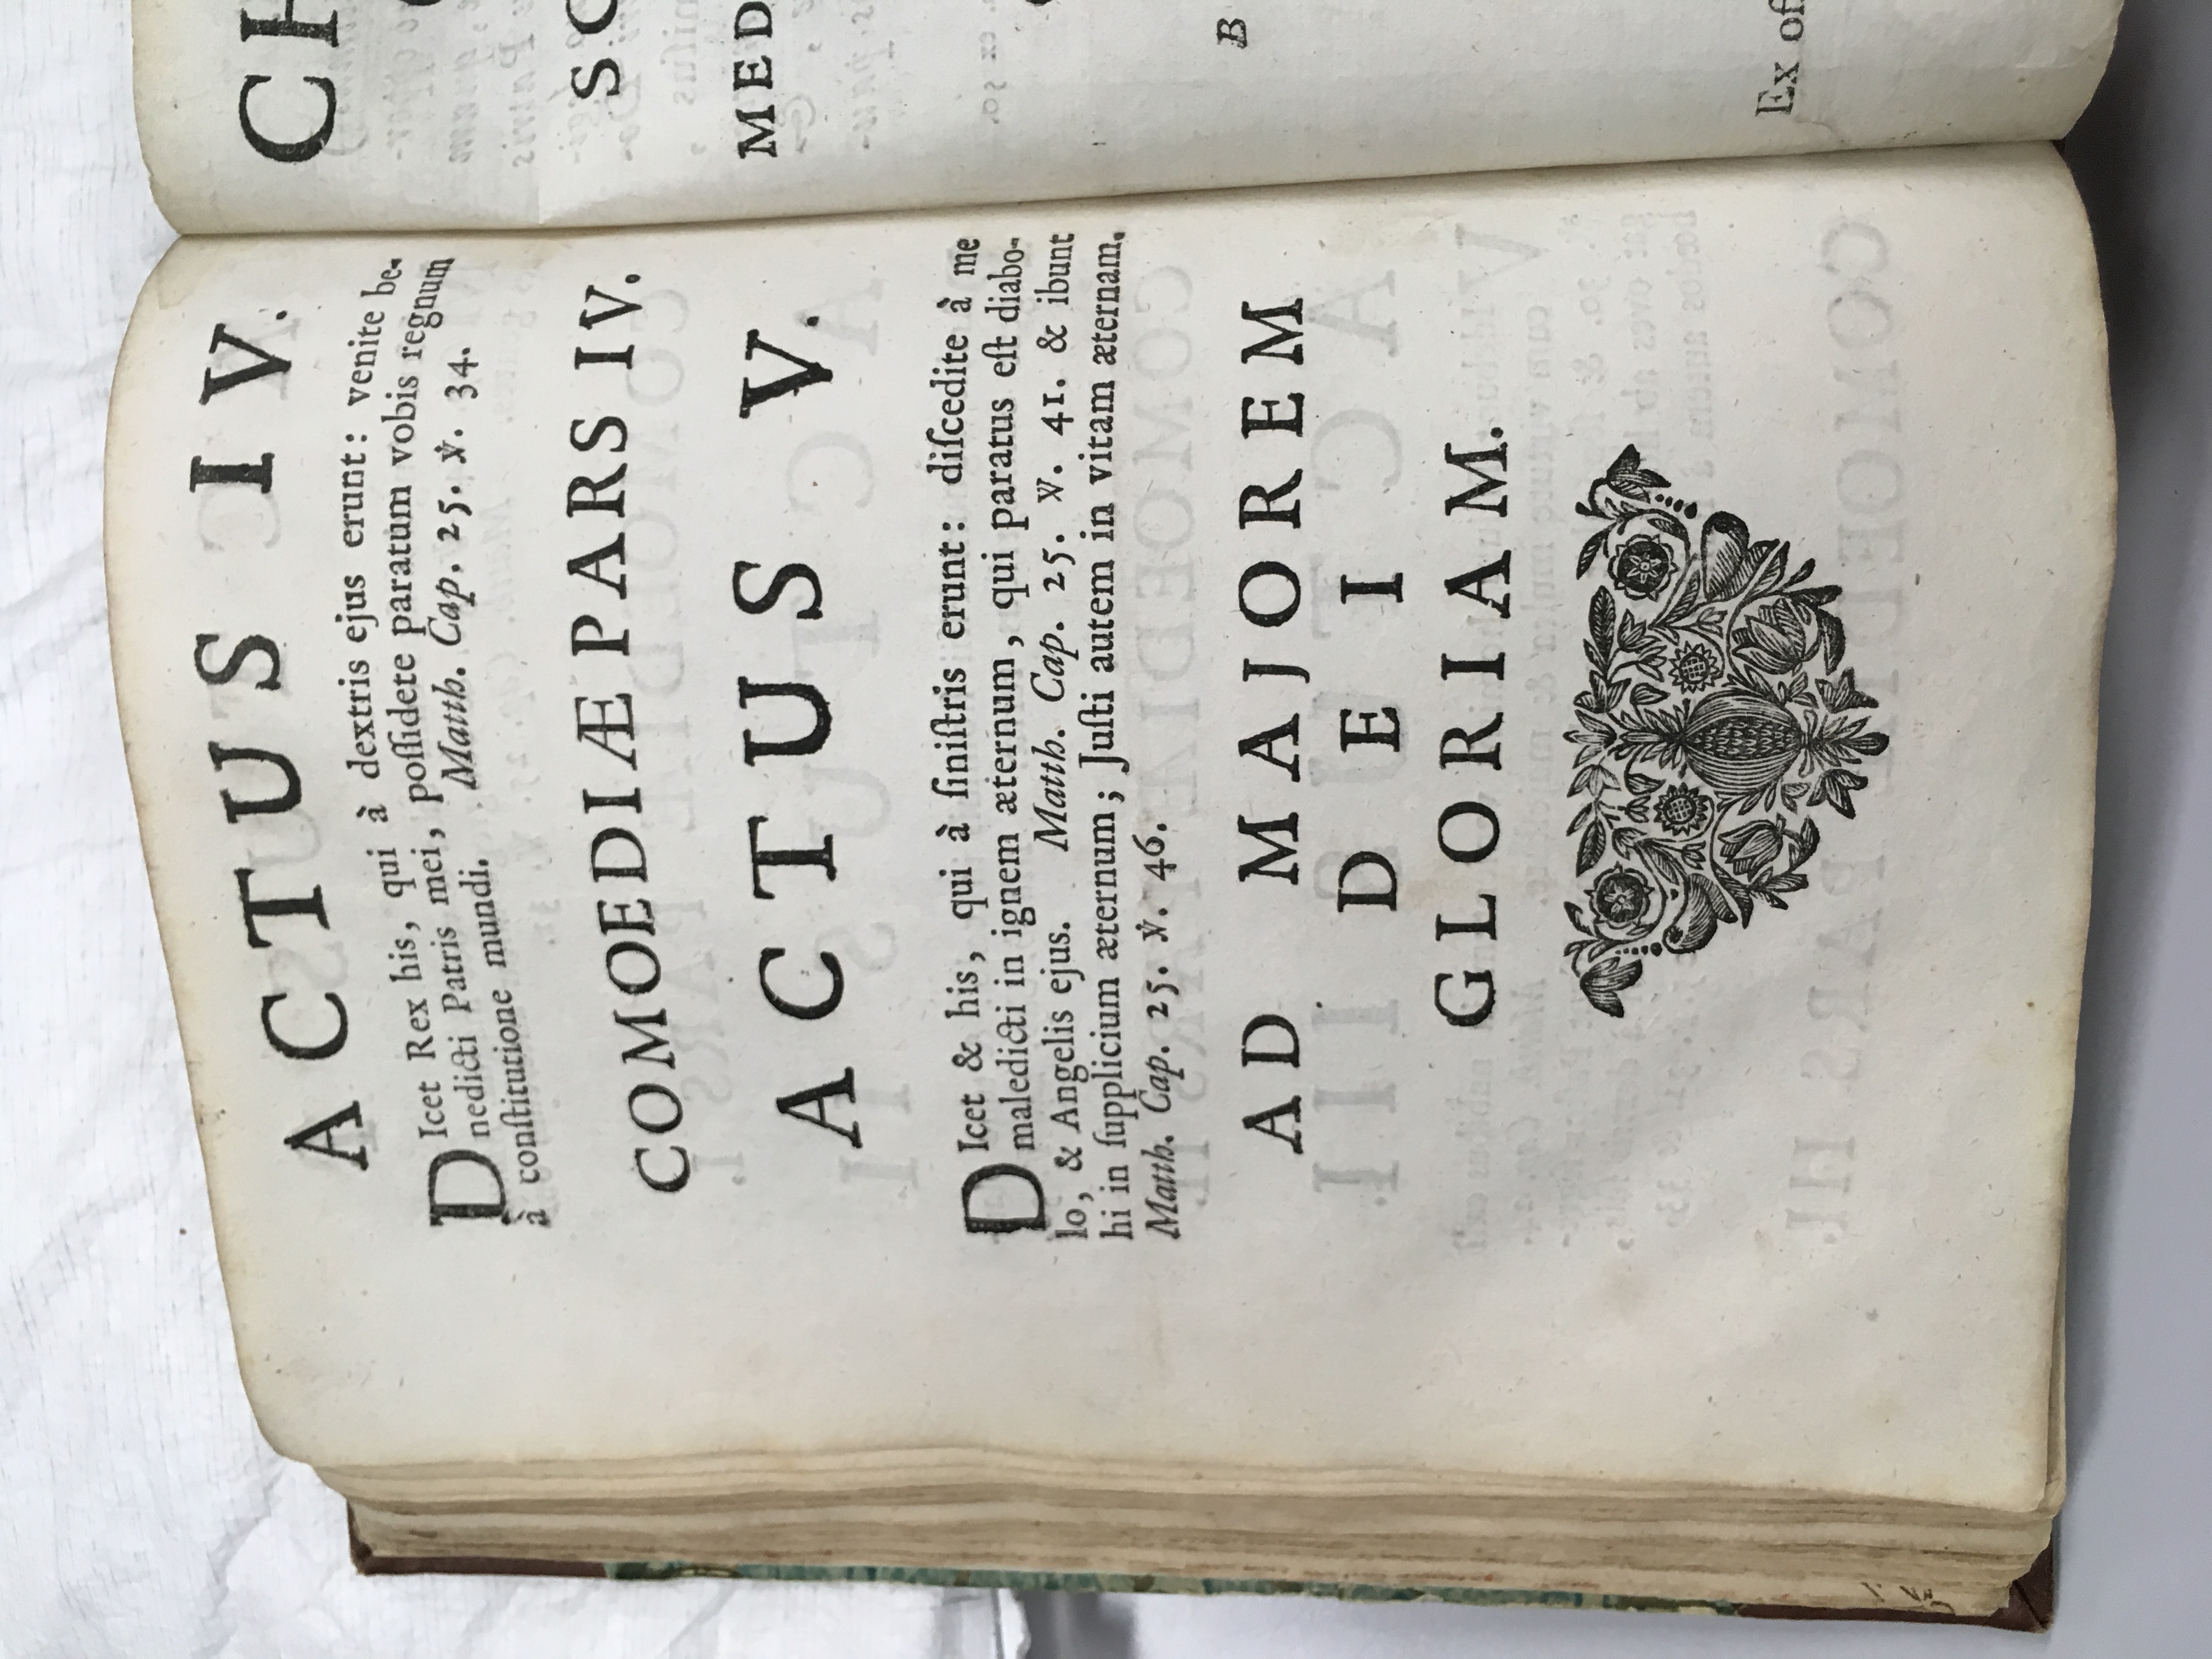 ACTUS IV.
DIcet Rex his, qui à dextris ejus erunt: venite be-
nedicti Patris mei, poſſidete paratum vobis regnum
à conſtitutione mundi. Matth. Cap. 25. ℣. 34.
COMOEDIÆ PARS IV.
ACTUS V.
DIcet & his, qui à ſiniſtris erunt: diſcedite à me
maledicti in ignem æternum, qui paratus eſt diabo-
lo, & Angelis ejus. Matth. Cap. 25. ℣. 41. & ibunt
hi in ſupplicium æternum; Juſti autem in vitam æternam.
Matth. Cap. 25. ℣. 46.
AD MAJOREM
DEI
GLORIAM.
CH
SC
MED
B
Ex of